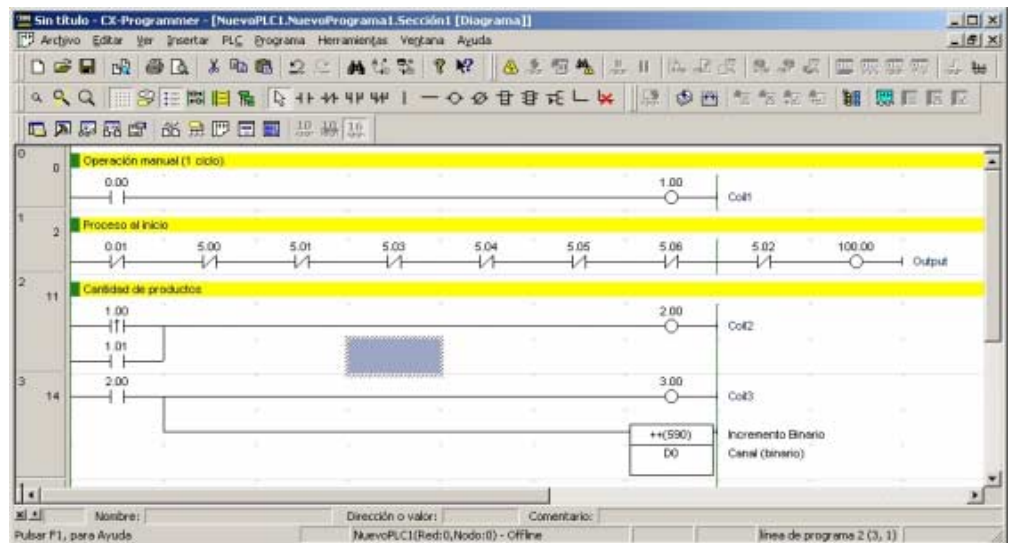 Sin título - CX-Programmer - [NuevoPLC1.NuevoPrograma1.Sección1 [Diagrama]]
Archivo Editar Ver Insertar PLC Programa Herramientas Ventana Ayuda
0 0 Operación manual (1 ciclo)
0.00 1.00
Coil1
1 2 Proceso al inicio
0.01 5.00 5.01 5.03 5.04 5.05 5.06 5.02 100.00
Output
2 11 Cantidad de productos
1.00 2.00
Coil2
1.01
3 14 2.00 3.00
Coil3
++(590) Incremento Binario
D0 Canal (binario)
Nombre: Dirección o valor: Comentario:
Pulsar F1, para Ayuda NuevoPLC1(Red:0,Nodo:0) - Offline línea de programa 2 (3, 1)